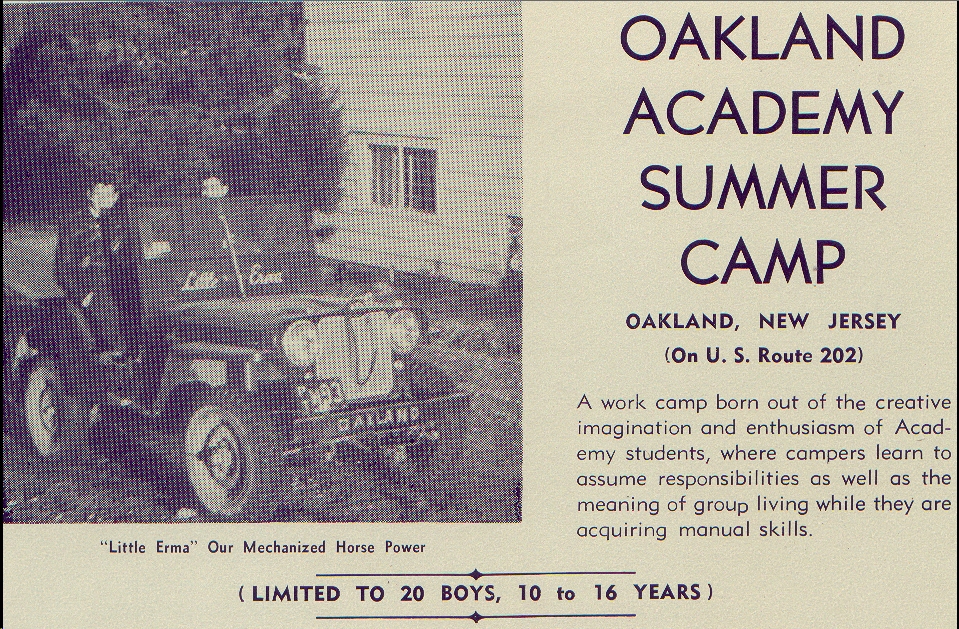 OAKLAND
ACADEMY
SUMMER
CAMP
OAKLAND, NEW JERSEY
(On U. S. Route 202)
A work camp born out of the creative
imagination and enthusiasm of Acad-
emy students, where campers learn to
assume responsibilities as well as the
meaning of group living while they are
acquiring manual skills.
Little Erma
OAKLAND
"Little Erma" Our Mechanized Horse Power
(LIMITED TO 20 BOYS, 10 to 16 YEARS)